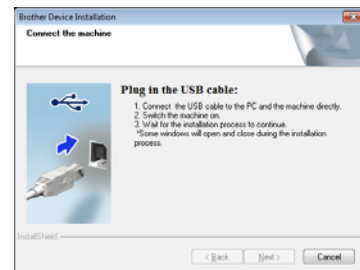 Brother Device Installation
Connect the machine
Plug in the USB cable:
1. Connect the USB cable to the PC and the machine directly.
2. Switch the machine on.
3. Wait for the installation process to continue.
*Some windows will open and close during the installation
process.
InstallShield
< Back Next > Cancel